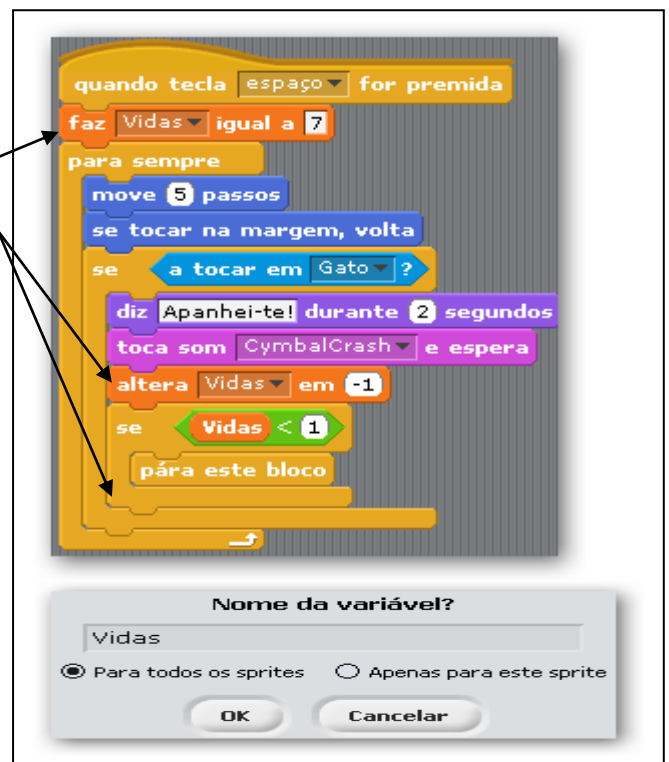 quando tecla espaço for premida
faz Vidas igual a 7
para sempre
move 5 passos
se tocar na margem, volta
se a tocar em Gato ?
diz Apanhei-te! durante 2 segundos
toca som CymbalCrash e espera
altera Vidas em -1
se Vidas < 1
pára este bloco
Nome da variável?
Vidas
Para todos os sprites Apenas para este sprite
OK Cancelar